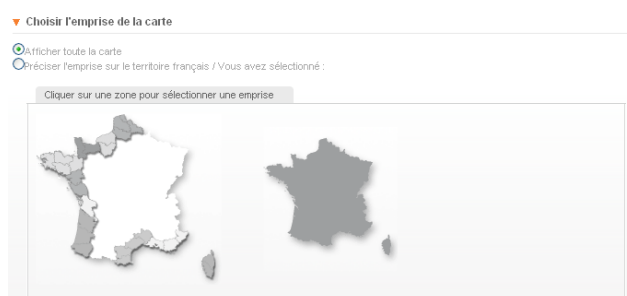 Choisir l'emprise de la carte
Afficher toute la carte
Préciser l'emprise sur le territoire français / Vous avez sélectionné :
Cliquer sur une zone pour sélectionner une emprise